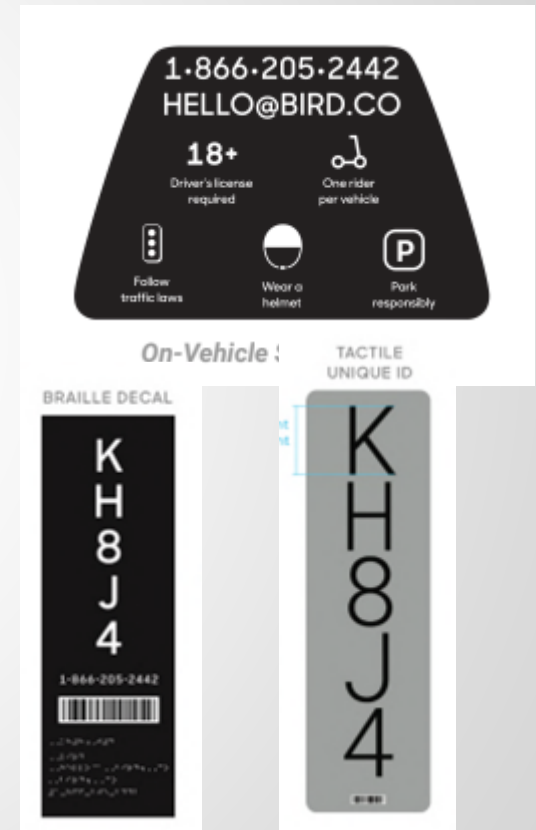 1·866·205·2442
HELLO@BIRD.CO
18+
Driver's license
required
One rider
per vehicle
Follow
traffic laws
Wear a
helmet
P
Park
responsibly
On-Vehicle
BRAILLE DECAL
K
H
8
J
4
1-866-205-2442
TACTILE
UNIQUE ID
K
H
8
J
4